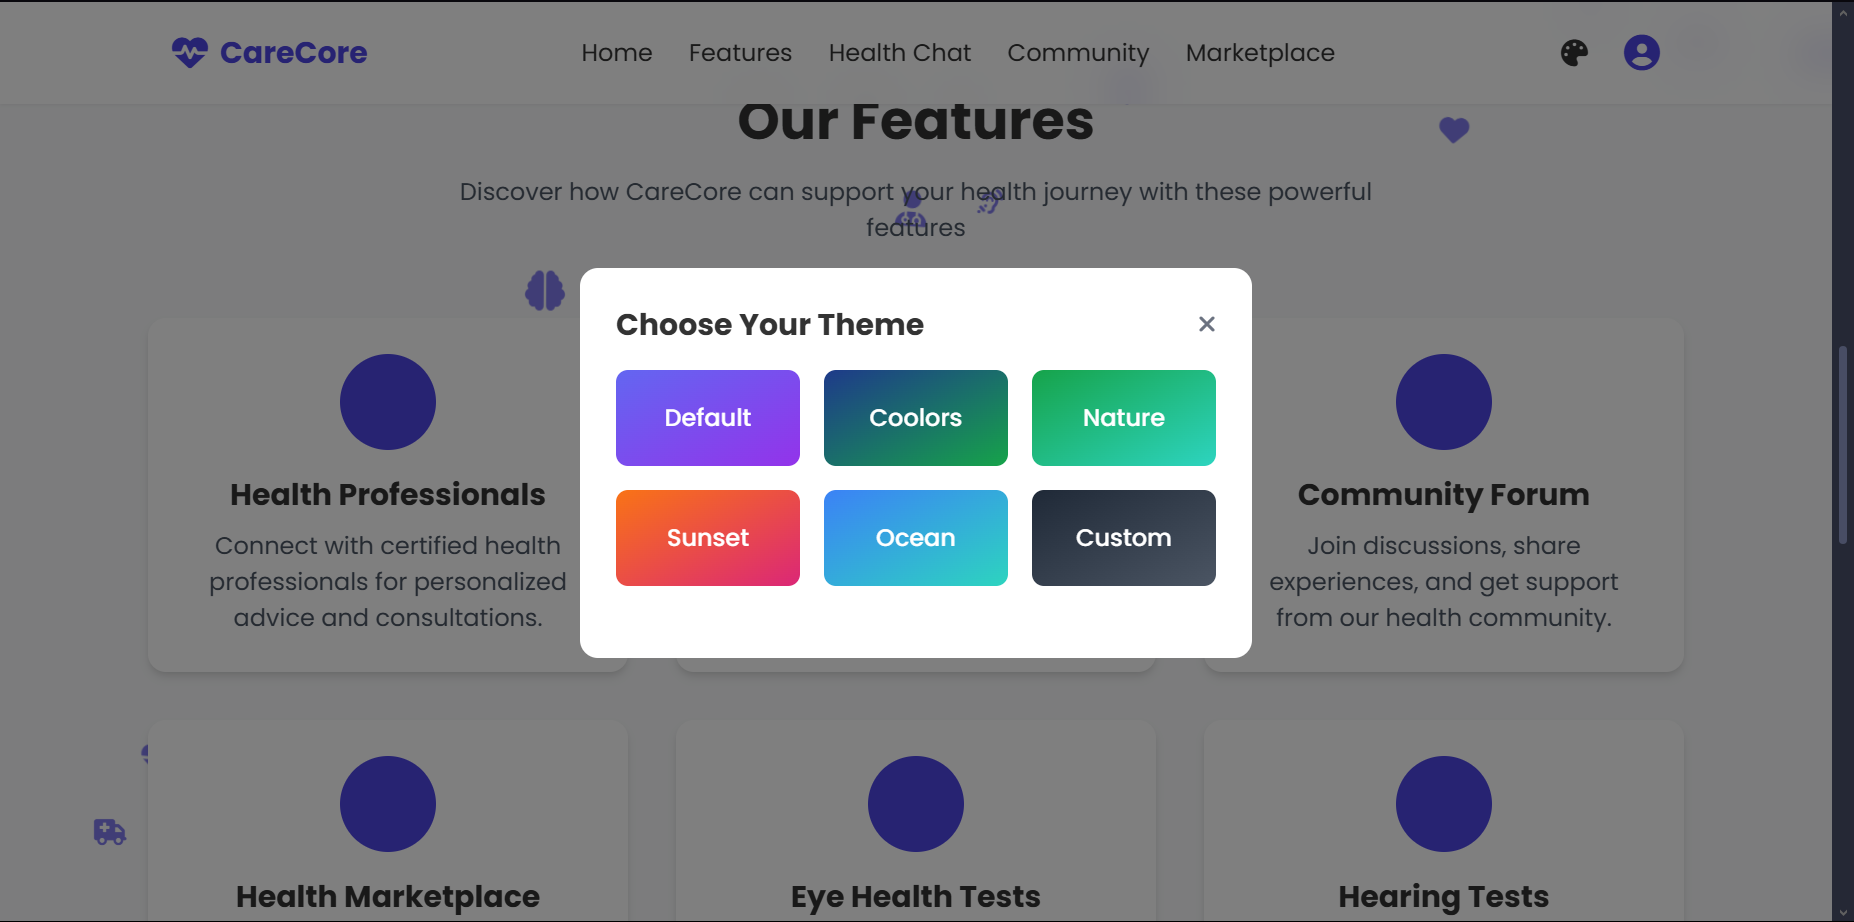 CareCore
Home Features Health Chat Community Marketplace
Our Features
Discover how CareCore can support your health journey with these powerful
features
Choose Your Theme
Default Coolors Nature
Sunset Ocean Custom
Health Professionals
Connect with certified health
professionals for personalized
advice and consultations.
Community Forum
Join discussions, share
experiences, and get support
from our health community.
Health Marketplace
Eye Health Tests
Hearing Tests